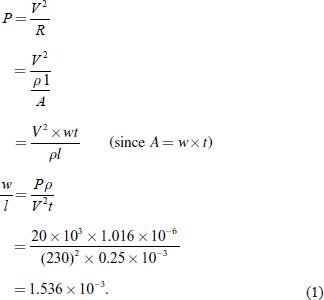 P = V²/R
= V²/(ρ1/A)
= V² × wt/ρl (since A = w × t)
w/l = Pρ/V²t
= 20 × 10³ × 1.016 × 10⁻⁶/(230)² × 0.25 × 10⁻³
= 1.536 × 10⁻³. (1)